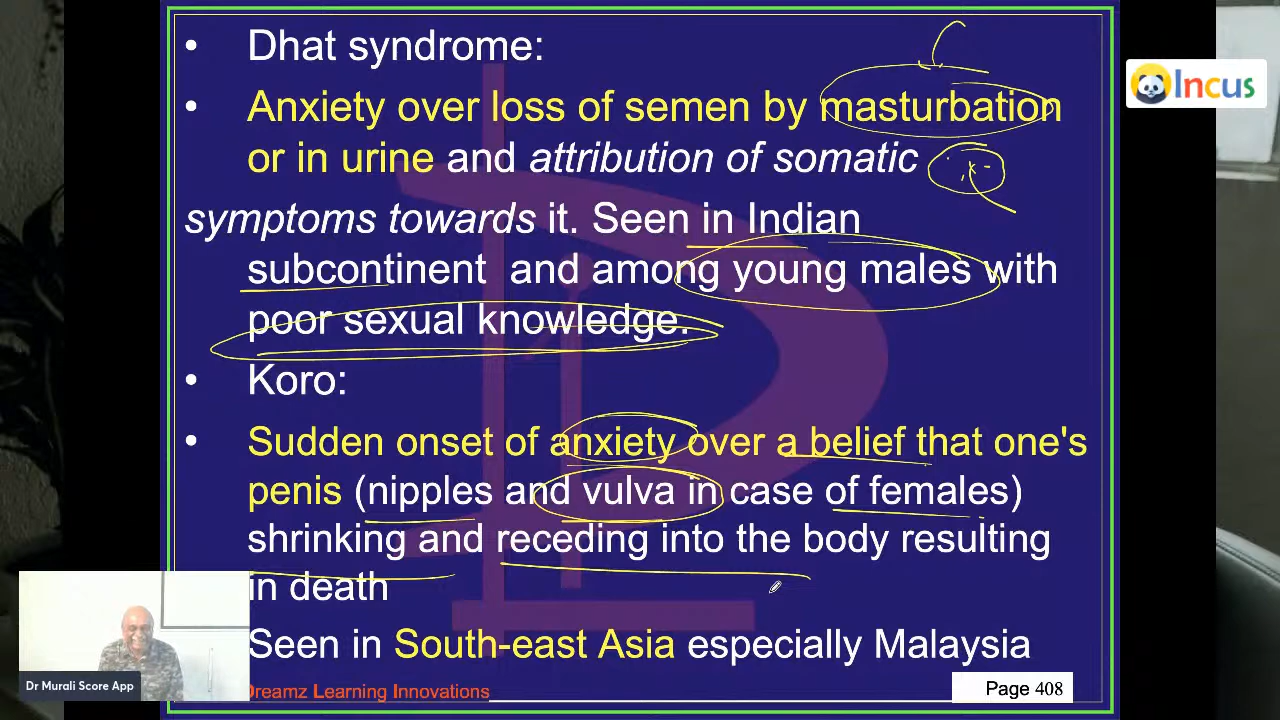 Incus
• Dhat syndrome:
• Anxiety over loss of semen by masturbation
or in urine and attribution of somatic
symptoms towards it. Seen in Indian
subcontinent and among young males with
poor sexual knowledge.
• Koro:
• Sudden onset of anxiety over a belief that one's
penis (nipples and vulva in case of females)
shrinking and receding into the body resulting
in death
Seen in South-east Asia especially Malaysia
Dr Murali Score App
Dreamz Learning Innovations
Page 408